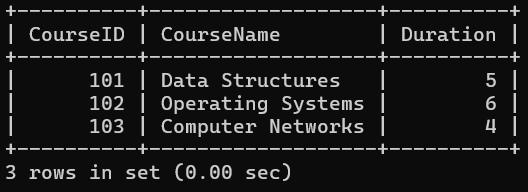 +----------+-------------------+----------+
| CourseID | CourseName        | Duration |
+----------+-------------------+----------+
|      101 | Data Structures   |        5 |
|      102 | Operating Systems |        6 |
|      103 | Computer Networks |        4 |
+----------+-------------------+----------+
3 rows in set (0.00 sec)